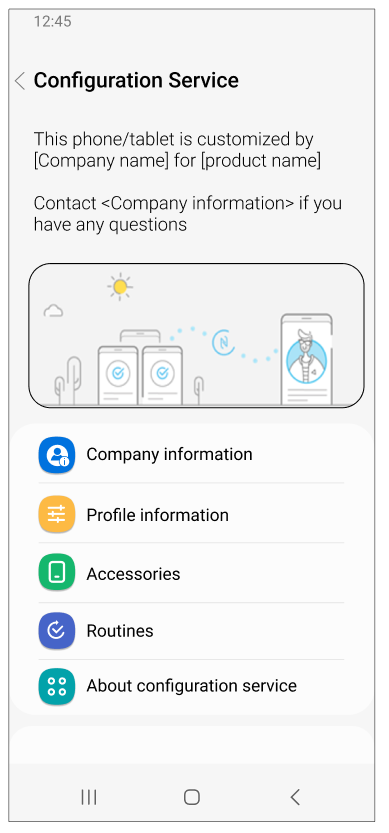 12:45
Configuration Service
This phone/tablet is customized by
[Company name] for [product name]
Contact <Company information> if you
have any questions
N
Company information
Profile information
Accessories
Routines
About configuration service